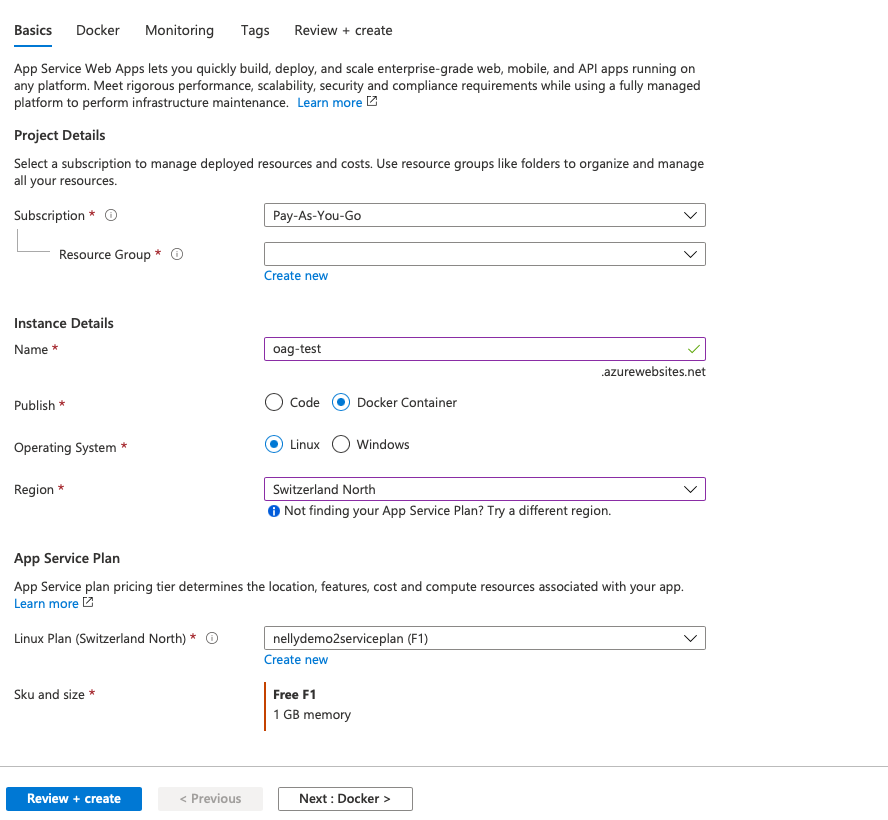 Basics Docker Monitoring Tags Review + create
App Service Web Apps lets you quickly build, deploy, and scale enterprise-grade web, mobile, and API apps running on
any platform. Meet rigorous performance, scalability, security and compliance requirements while using a fully managed
platform to perform infrastructure maintenance. Learn more
Project Details
Select a subscription to manage deployed resources and costs. Use resource groups like folders to organize and manage
all your resources.
Subscription * Pay-As-You-Go
Resource Group *
Create new
Instance Details
Name * oag-test
.azurewebsites.net
Publish * Code Docker Container
Operating System * Linux Windows
Region * Switzerland North
Not finding your App Service Plan? Try a different region.
App Service Plan
App Service plan pricing tier determines the location, features, cost and compute resources associated with your app.
Learn more
Linux Plan (Switzerland North) * nellydemo2serviceplan (F1)
Create new
Sku and size * Free F1
1 GB memory
Review + create < Previous Next : Docker >